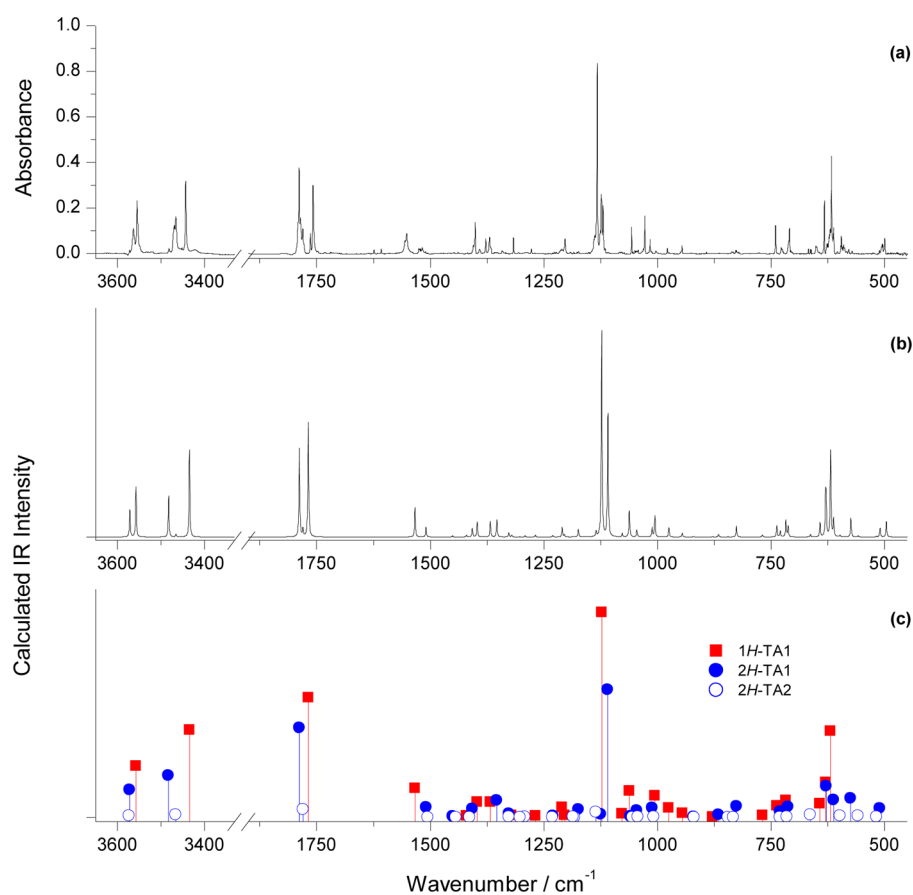 1.0
(a)
0.8
0.6
Absorbance
0.4
0.2
0.0
3600 3400 1750 1500 1250 1000 750 500
(b)
3600 3400 1750 1500 1250 1000 750 500
Calculated IR Intensity
(c)
1H-TA1
2H-TA1
2H-TA2
3600 3400 1750 1500 1250 1000 750 500
Wavenumber / cm⁻¹